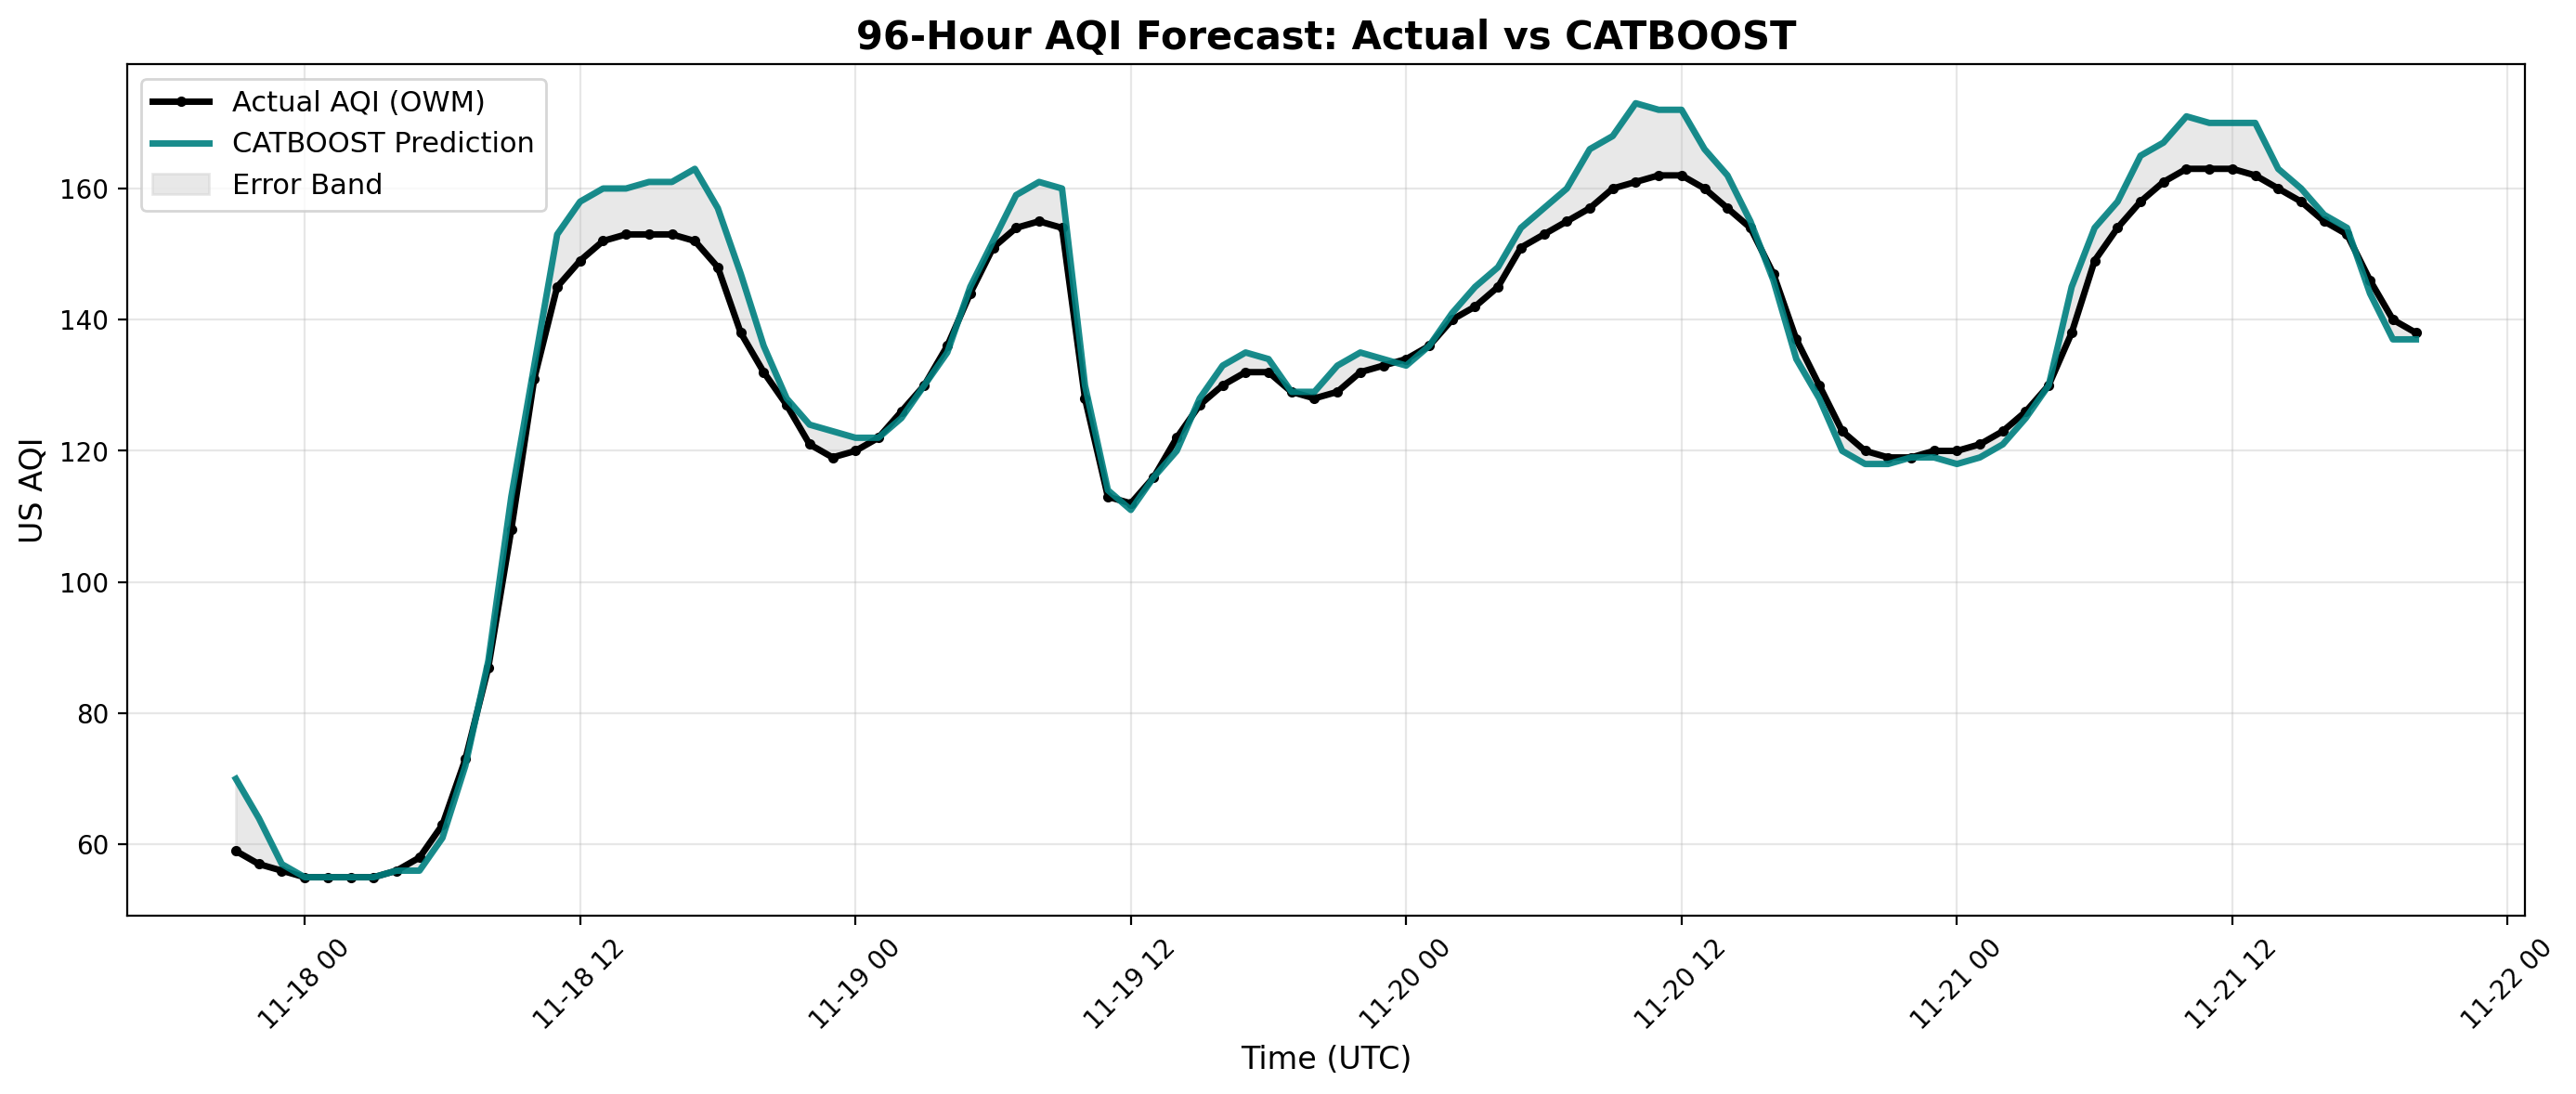 96-Hour AQI Forecast: Actual vs CATBOOST
Actual AQI (OWM)
CATBOOST Prediction
Error Band
US AQI
160
140
120
100
80
60
11-18 00
11-18 12
11-19 00
11-19 12
11-20 00
11-20 12
11-21 00
11-21 12
11-22 00
Time (UTC)